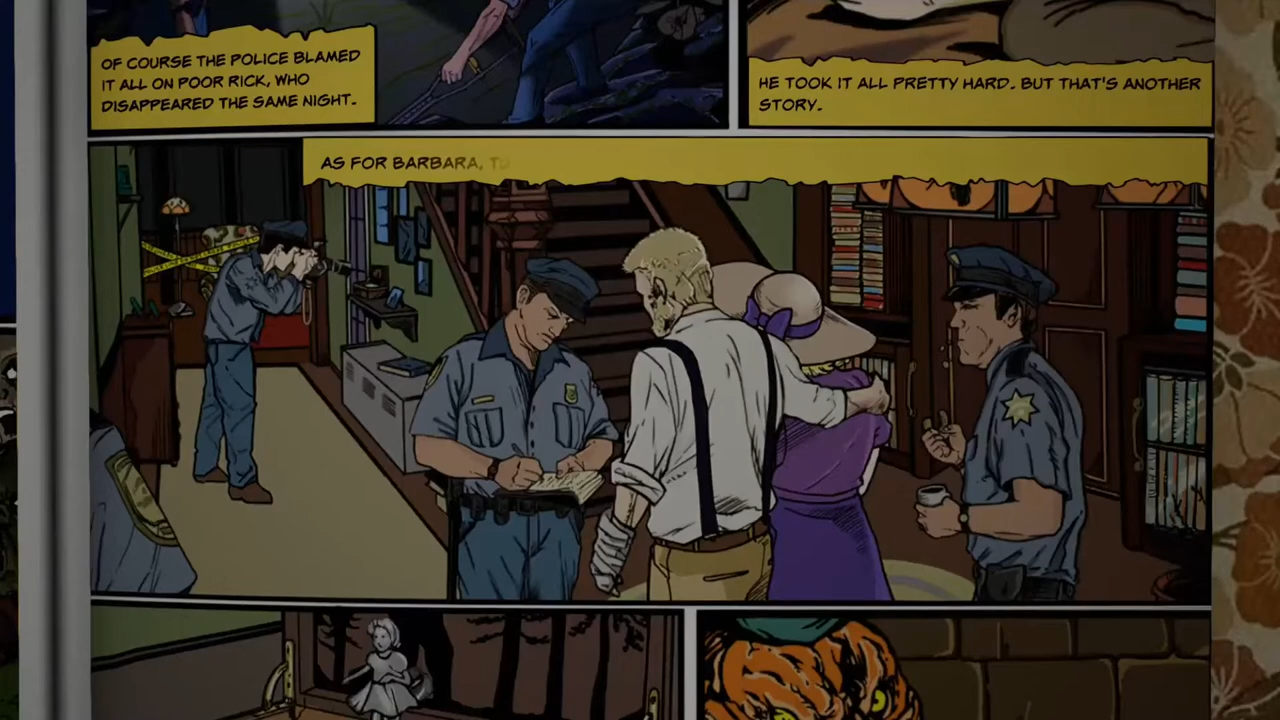 OF COURSE THE POLICE BLAMED
IT ALL ON POOR RICK, WHO
DISAPPEARED THE SAME NIGHT.
HE TOOK IT ALL PRETTY HARD. BUT THAT'S ANOTHER
STORY.
AS FOR BARBARA,